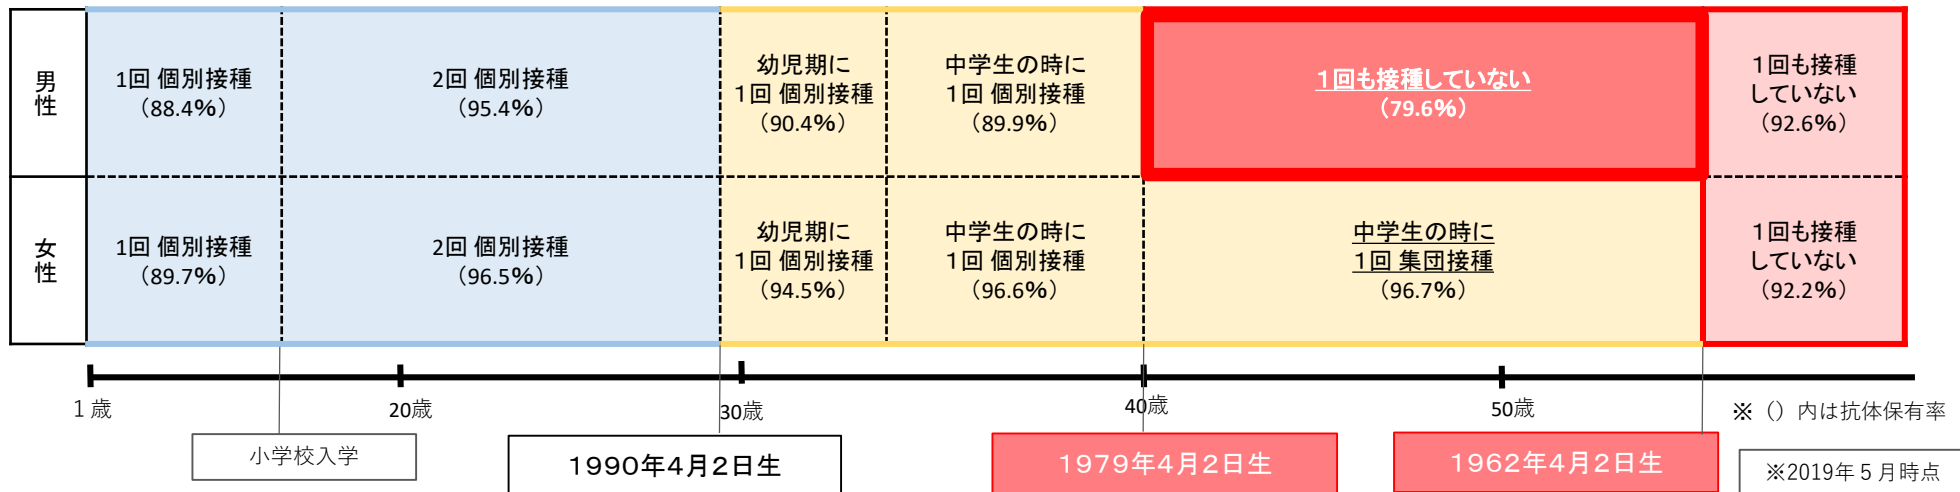 男
性
1回 個別接種
（88.4%）
2回 個別接種
（95.4%）
幼児期に
1回 個別接種
（90.4%）
中学生の時に
1回 個別接種
（89.9%）
1回も接種していない
（79.6%）
1回も接種
していない
（92.6%）
女
性
1回 個別接種
（89.7%）
2回 個別接種
（96.5%）
幼児期に
1回 個別接種
（94.5%）
中学生の時に
1回 個別接種
（96.6%）
中学生の時に
1回 集団接種
（96.7%）
1回も接種
していない
（92.2%）
1歳
20歳
30歳
40歳
50歳
※（）内は抗体保有率
小学校入学
1990年4月2日生
1979年4月2日生
1962年4月2日生
※2019年5月時点